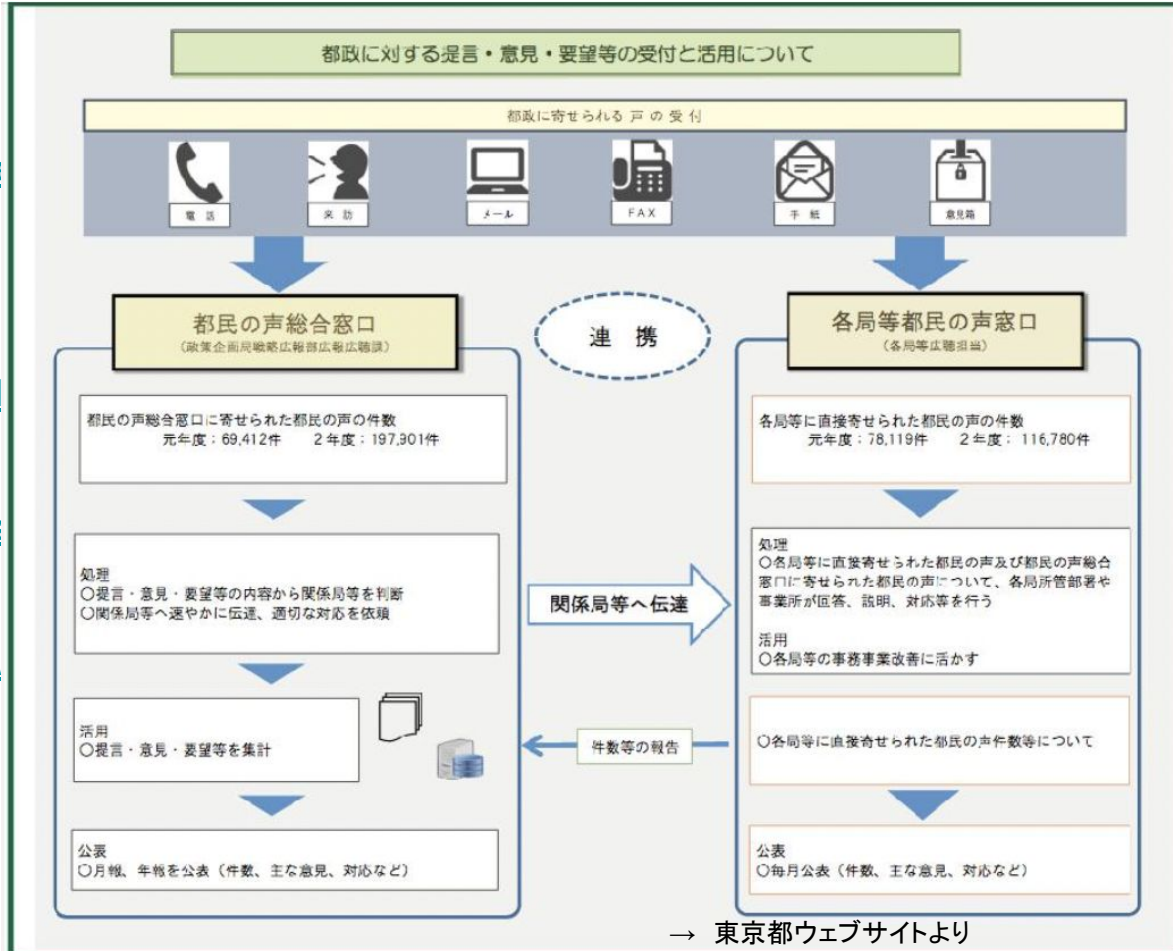 都政に対する提言・意見・要望等の受付と活用について
都政に寄せられる声の受付
電話
来訪
メール
FAX
手紙
意見箱
都民の声総合窓口
(政策企画局戦略広報部広報広聴課)
都民の声総合窓口に寄せられた都民の声の件数
元年度:69,412件 2年度:197,901件
処理
○提言・意見・要望等の内容から関係局等を判断
○関係局等へ速やかに伝達、適切な対応を依頼
活用
○提言・意見・要望等を集計
公表
○月報、年報を公表(件数、主な意見、対応など)
連携
関係局等へ伝達
件数等の報告
各局等都民の声窓口
(各局等広聴担当)
各局等に直接寄せられた都民の声の件数
元年度:78,119件 2年度: 116,780件
処理
○各局等に直接寄せられた都民の声及び都民の声総合
窓口に寄せられた都民の声について、各局所管部署や
事業所が回答、説明、対応等を行う
活用
○各局等の事務事業改善に活かす
○各局等に直接寄せられた都民の声件数等について
公表
○毎月公表(件数、主な意見、対応など)
→ 東京都ウェブサイトより